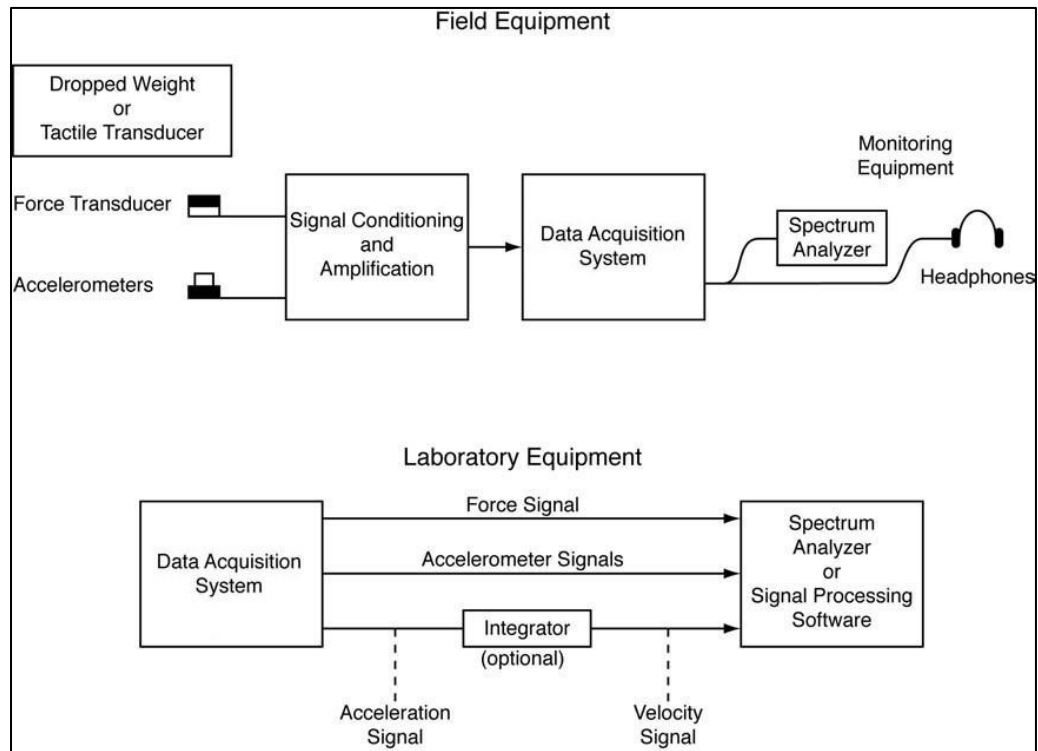 Field Equipment
Dropped Weight
or
Tactile Transducer
Monitoring
Equipment
Force Transducer
Signal Conditioning
and
Amplification
Data Acquisition
System
Spectrum
Analyzer
Accelerometers
Headphones
Laboratory Equipment
Force Signal
Data Acquisition
System
Accelerometer Signals
Spectrum
Analyzer
or
Signal Processing
Software
Integrator
(optional)
Acceleration
Signal
Velocity
Signal